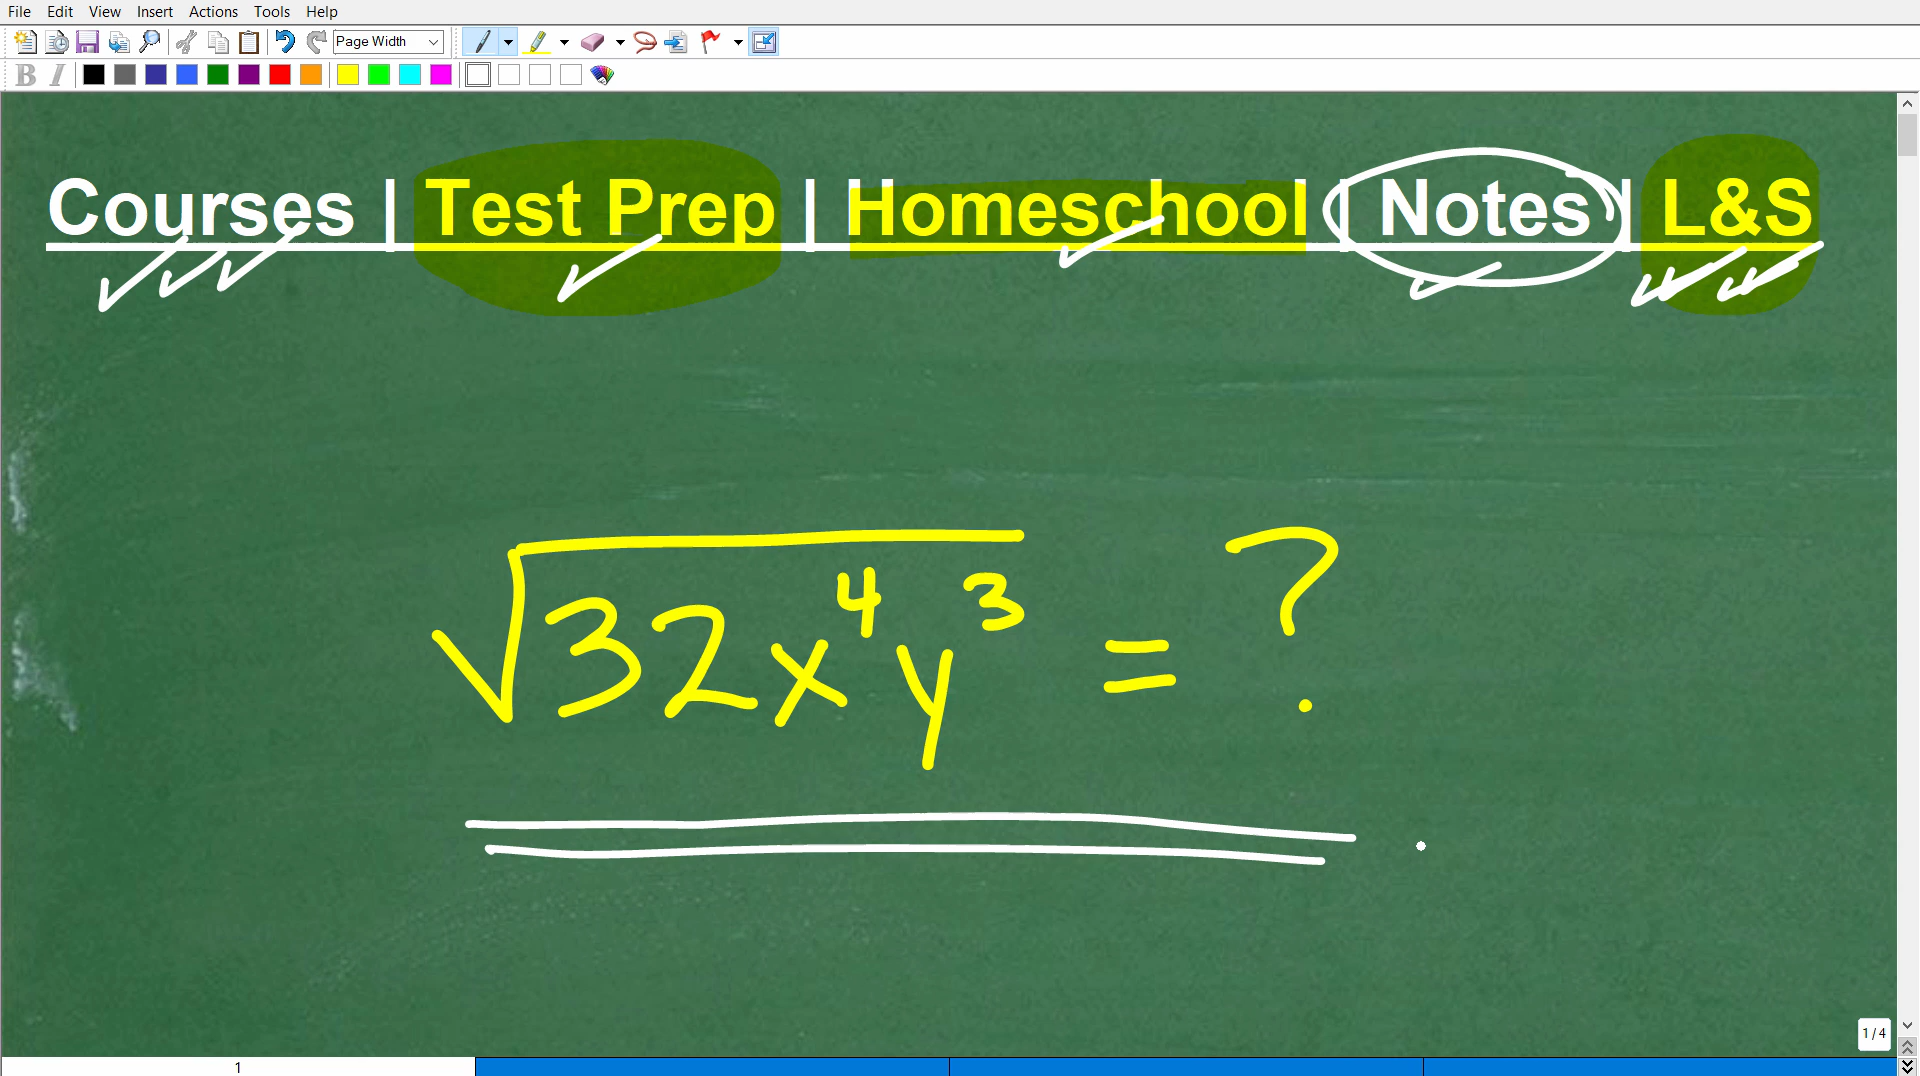 File Edit View Insert Actions Tools Help
Page Width
B I
Courses | Test Prep | Homeschool | Notes | L&S
√32x⁴y³ = ?
1 / 4
1